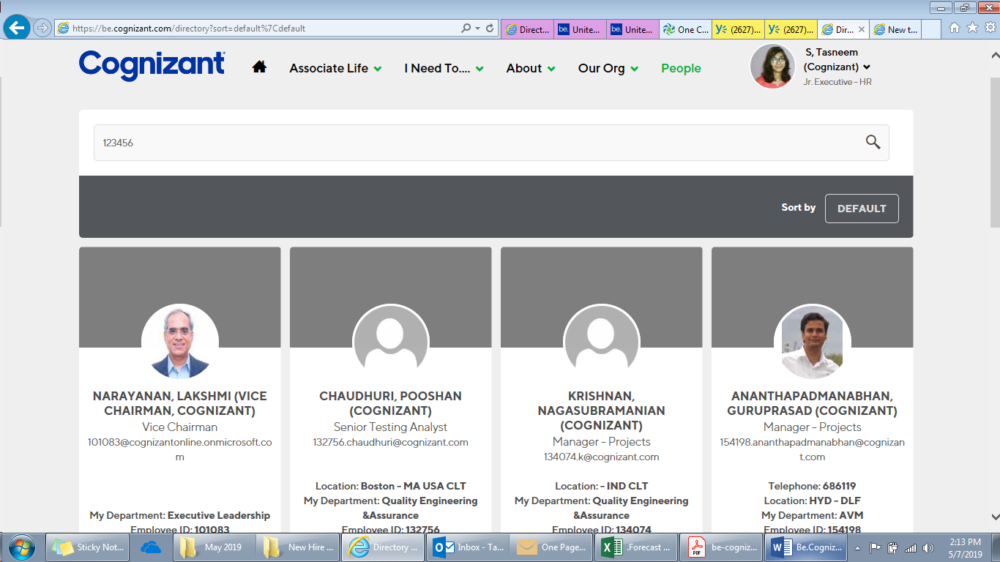 https://be.cognizant.com/directory?sort=default%7Cdefault
Direct...
be. Unite...
be. Unite...
One C...
(2627)...
(2627)...
Dir...
New t...
Cognizant
Associate Life
I Need To....
About
Our Org
People
S, Tasneem
(Cognizant)
Jr. Executive - HR
123456
Sort by
DEFAULT
NARAYANAN, LAKSHMI (VICE
CHAIRMAN, COGNIZANT)
Vice Chairman
101083@cognizantonline.onmicrosoft.co
m
My Department: Executive Leadership
Employee ID: 101083
CHAUDHURI, POOSHAN
(COGNIZANT)
Senior Testing Analyst
132756.chaudhuri@cognizant.com
Location: Boston - MA USA CLT
My Department: Quality Engineering
&Assurance
Employee ID: 132756
KRISHNAN,
NAGASUBRAMANIAN
(COGNIZANT)
Manager - Projects
134074.k@cognizant.com
Location: - IND CLT
My Department: Quality Engineering
&Assurance
Employee ID: 134074
ANANTHAPADMANABHAN,
GURUPRASAD (COGNIZANT)
Manager - Projects
154198.ananthapadmanabhan@cognizan
t.com
Telephone: 686119
Location: HYD - DLF
My Department: AVM
Employee ID: 154198
Sticky Not...
May 2019
New Hire ...
Directory ...
Inbox - Ta...
One Page...
.Forecast ...
be-cogniz...
Be.Cogniz...
2:13 PM
5/7/2019